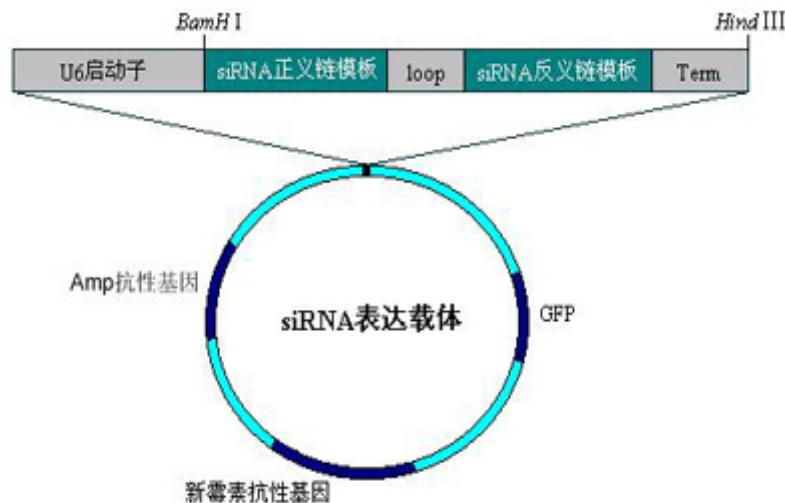 BamH I
Hind III
U6启动子
siRNA正义链模板
loop
siRNA反义链模板
Term
Amp抗性基因
siRNA表达载体
GFP
新霉素抗性基因